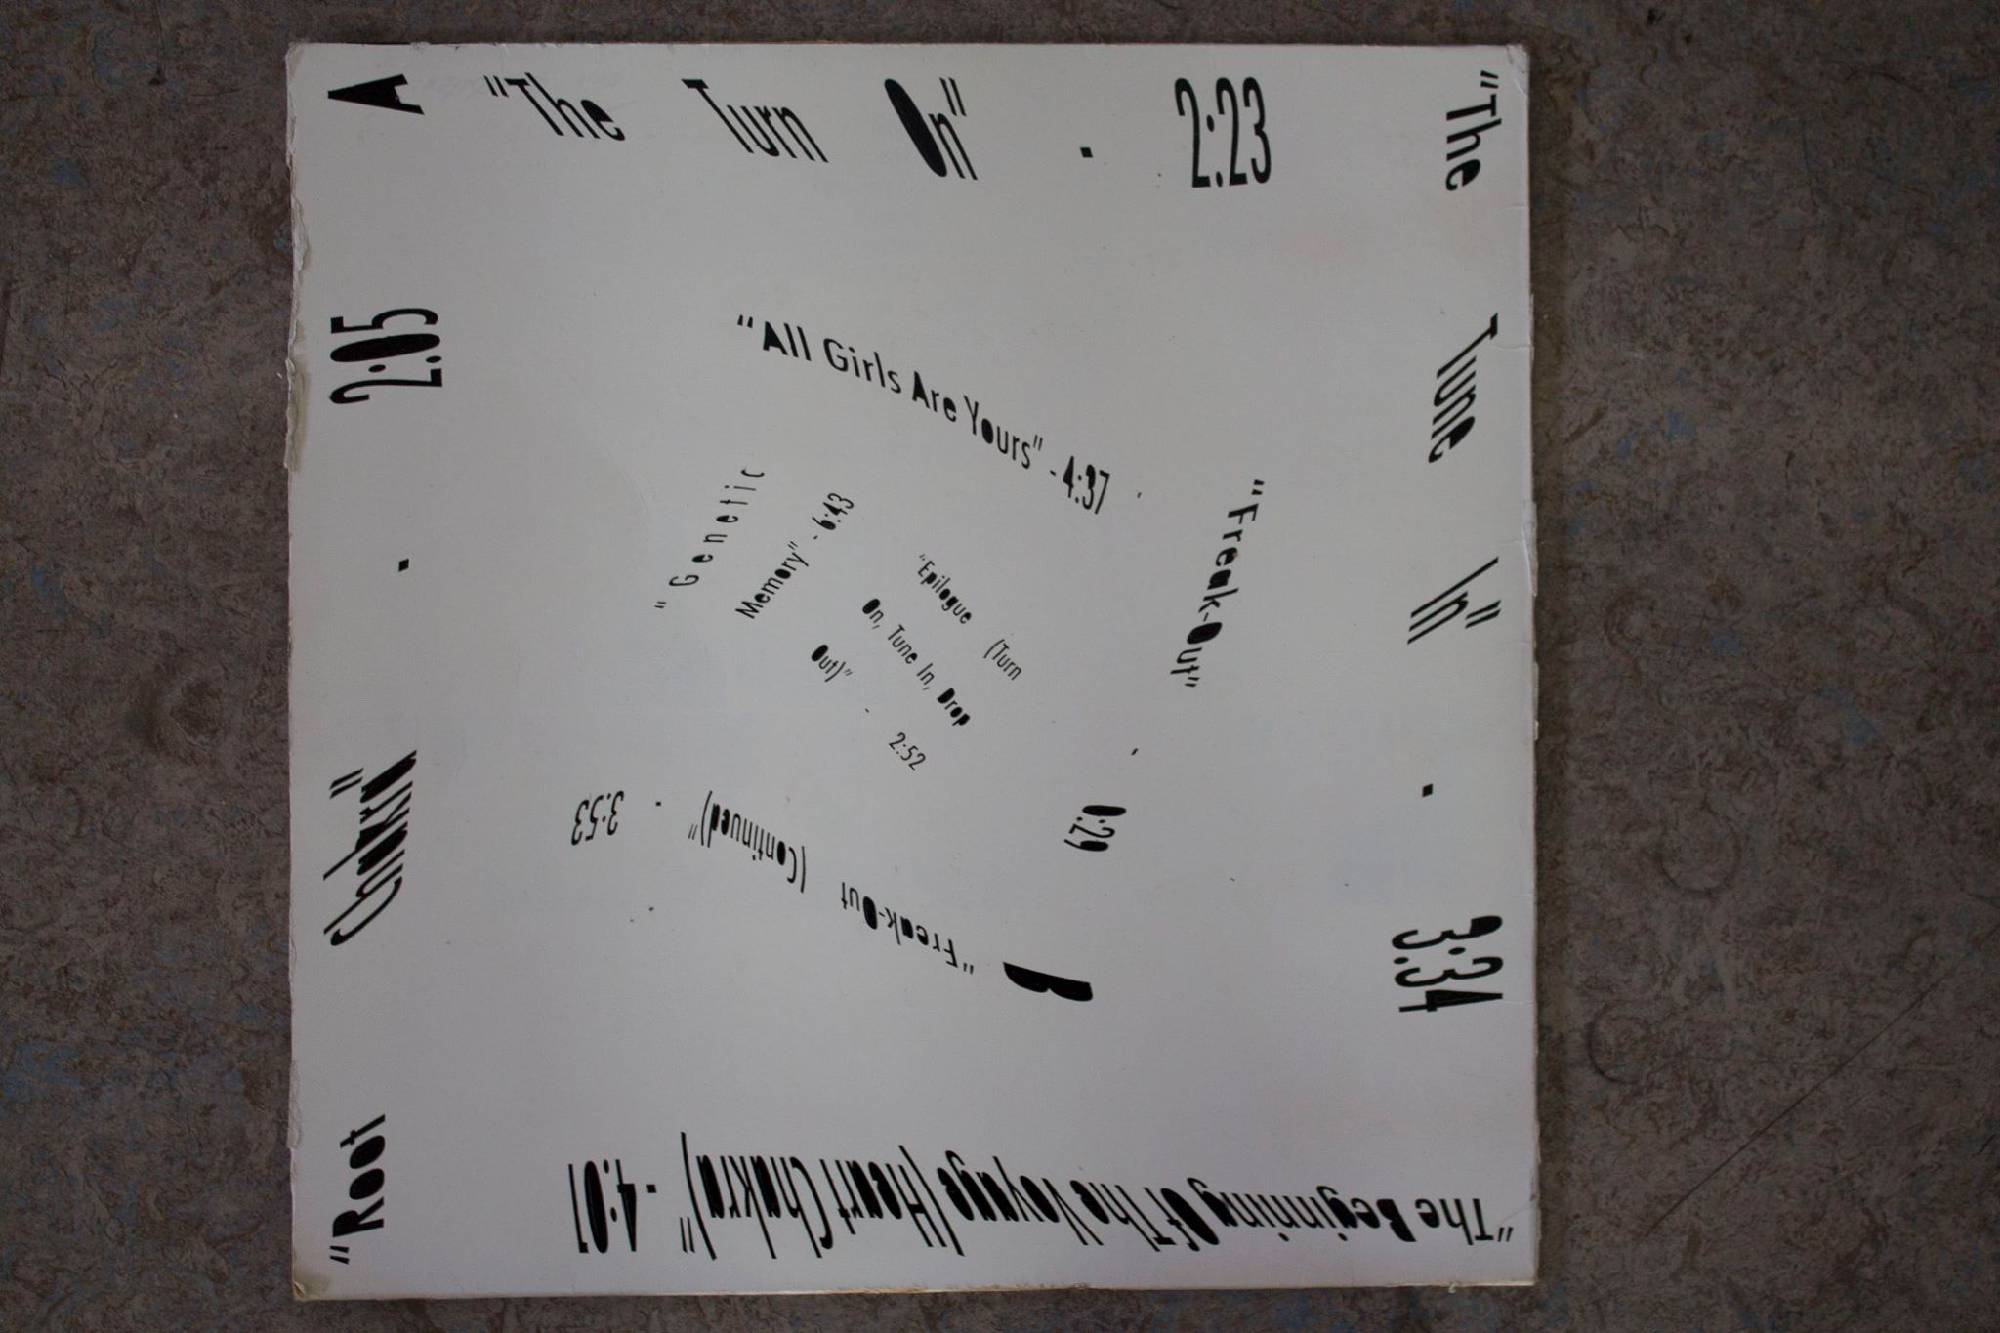 A "The Turn On" - 2:23
"The Tune In" - 3:34
"The Beginning Of The Voyage (Heart Chakra)" - 4:01
"Root Chakra" - 2:05
"All Girls Are Yours" - 4:37
"Freak-Out" - 0:29
B "Freak-Out (Continued)" - 3:53
"Genetic
Memory" - 6:43
"Epilogue (Turn
On, Tune In, Drop
Out)" - 2:52